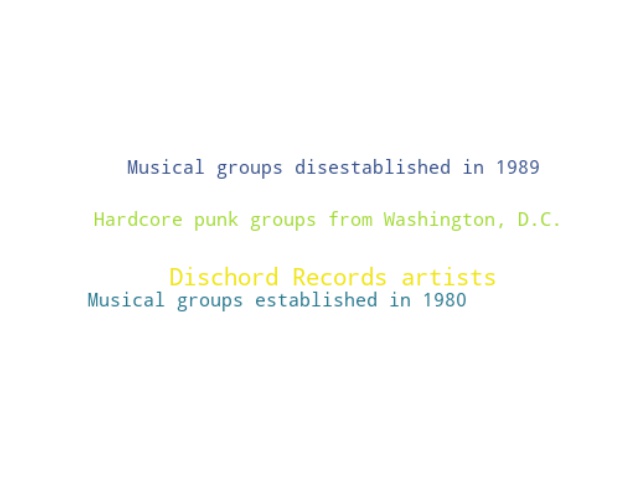 Musical groups disestablished in 1989
Hardcore punk groups from Washington, D.C.
Dischord Records artists
Musical groups established in 1980